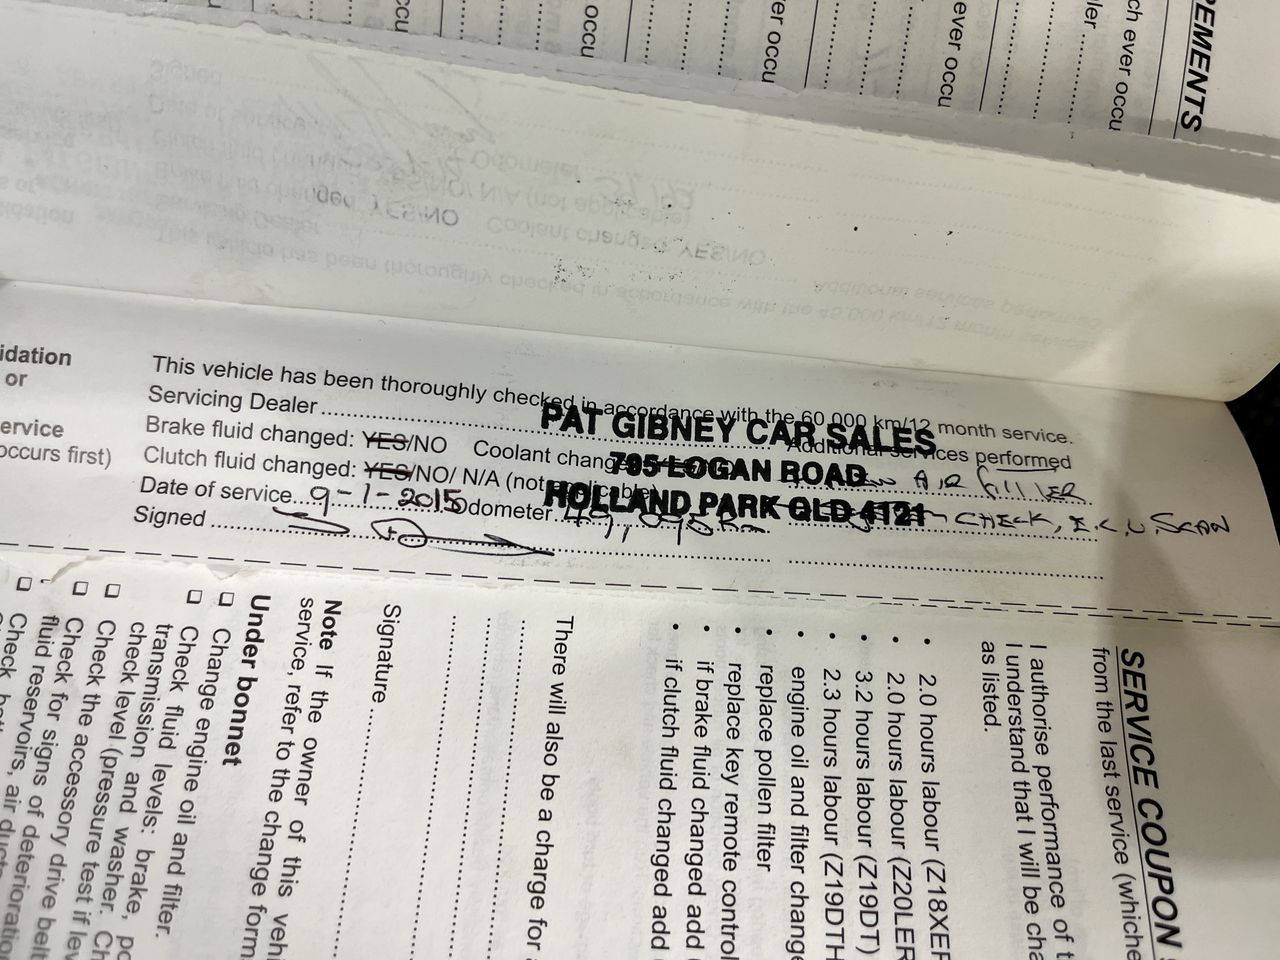 PEMENTS
ch ever occu
ever occu
er occu
occu
ccu
This vehicle has been thoroughly checked in accordance with the 60,000 km/12 month service.
Servicing Dealer
PAT GIBNEY CAR SALES
795 LOGAN ROAD
HOLLAND PARK QLD 4121
Brake fluid changed: YES/NO Coolant change
Additional services performed
Clutch fluid changed: YES/NO/ N/A (not applicable)
AIR FILTER
Date of service 9-1-2015 Odometer 49,
CHECK, E.C.U. SCAN
Signed
idation
or
ervice
occurs first)
SERVICE COUPON
from the last service (whiche
I authorise performance of t
I understand that I will be cha
as listed.
• 2.0 hours labour (Z18XEF
• 2.0 hours labour (Z20LER
• 3.2 hours labour (Z19DT)
• 2.3 hours labour (Z19DTH
• engine oil and filter change
• replace pollen filter
• replace key remote control
• if brake fluid changed add
• if clutch fluid changed add
There will also be a charge for
Signature
Note If the owner of this vehi
service, refer to the change form
Under bonnet
Change engine oil and filter.
Check fluid levels: brake, po
transmission and washer. Ch
check level (pressure test if lev
Check the accessory drive belt
Check for signs of deterioration
fluid reservoirs, air ducts
Check